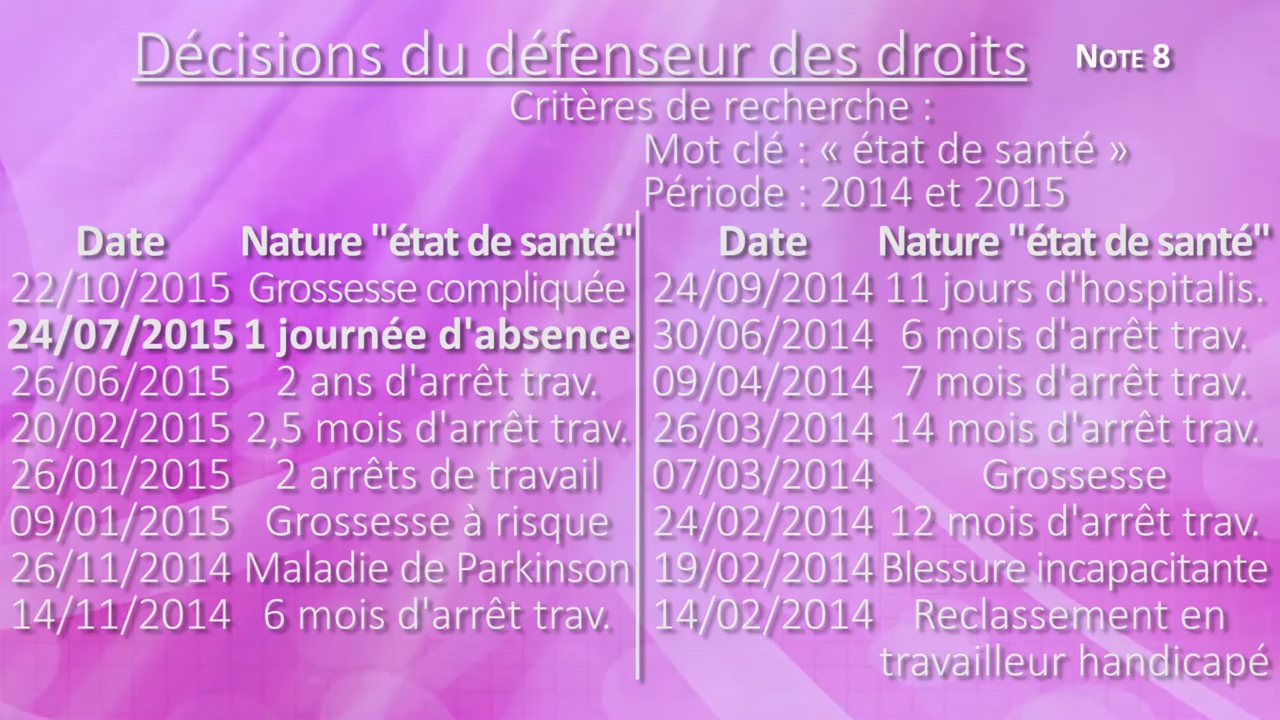 Décisions du défenseur des droits NOTE 8
Critères de recherche :
Mot clé : « état de santé »
Période : 2014 et 2015
Date Nature "état de santé"
22/10/2015 Grossesse compliquée
24/07/2015 1 journée d'absence
26/06/2015 2 ans d'arrêt trav.
20/02/2015 2,5 mois d'arrêt trav.
26/01/2015 2 arrêts de travail
09/01/2015 Grossesse à risque
26/11/2014 Maladie de Parkinson
14/11/2014 6 mois d'arrêt trav.
Date Nature "état de santé"
24/09/2014 11 jours d'hospitalis.
30/06/2014 6 mois d'arrêt trav.
09/04/2014 7 mois d'arrêt trav.
26/03/2014 14 mois d'arrêt trav.
07/03/2014 Grossesse
24/02/2014 12 mois d'arrêt trav.
19/02/2014 Blessure incapacitante
14/02/2014 Reclassement en
travailleur handicapé